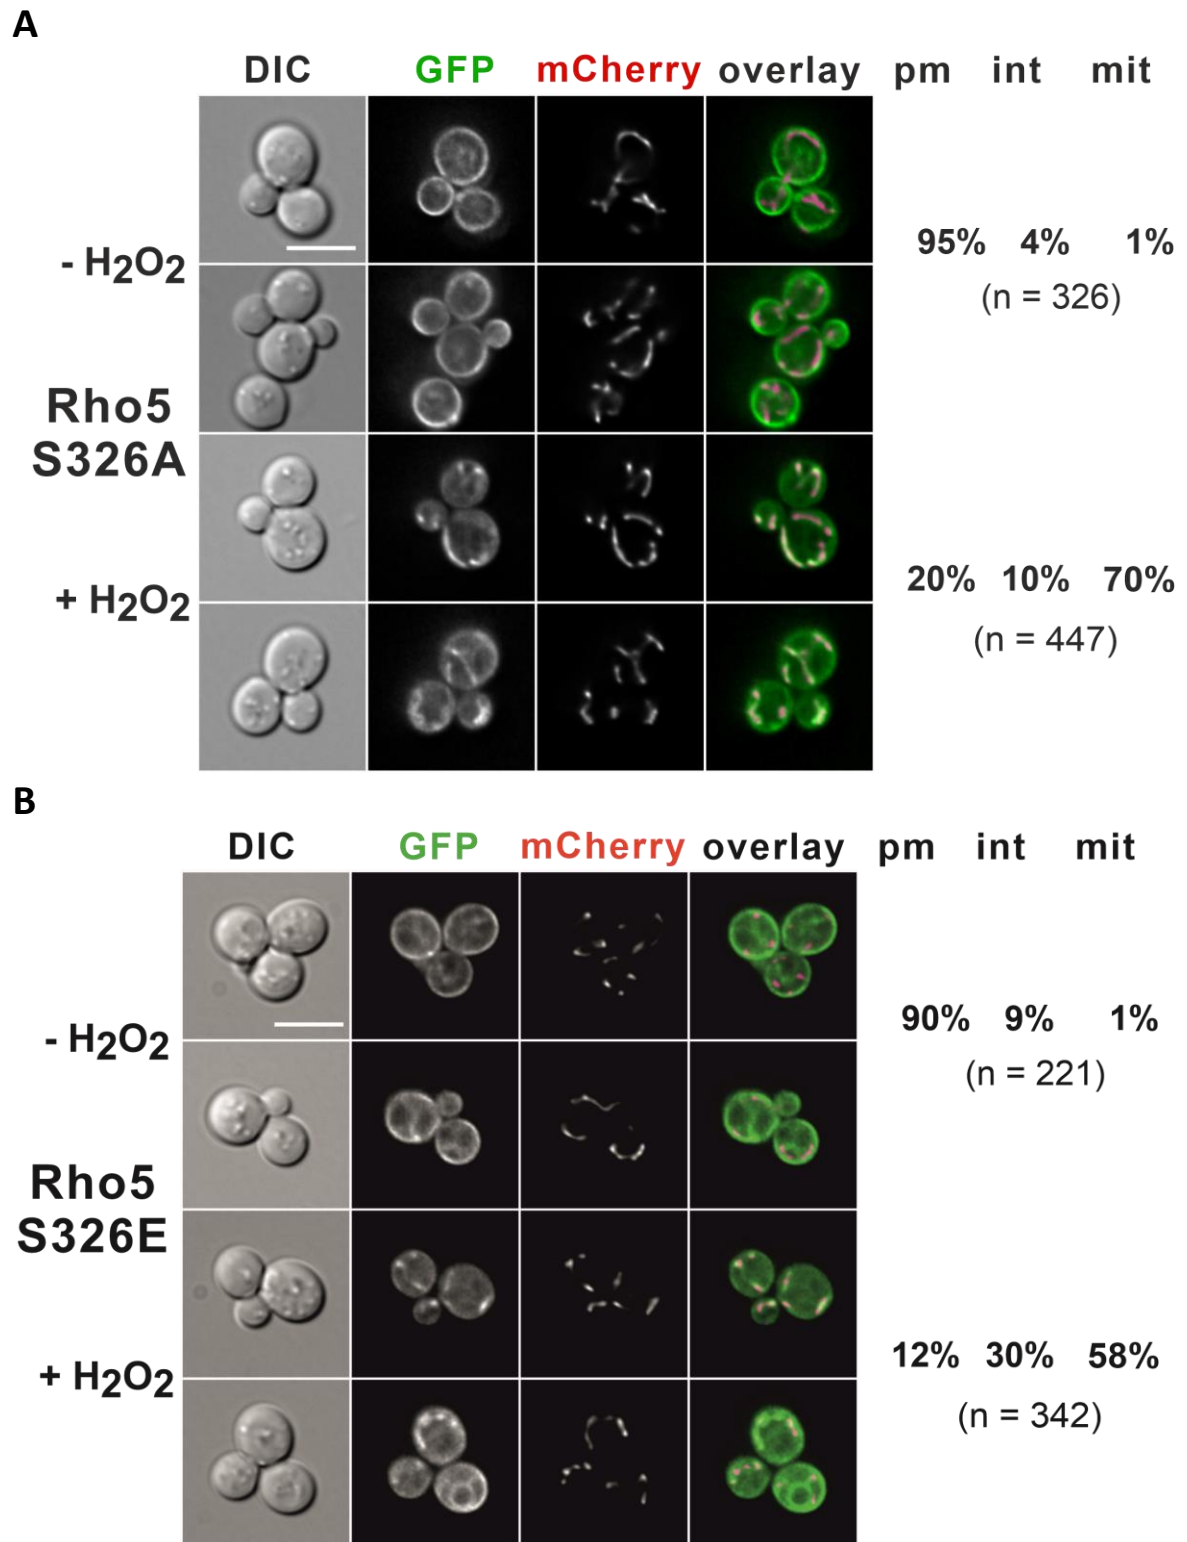 A
DIC GFP mCherry overlay pm int mit
95% 4% 1%
- H2O2
(n = 326)
Rho5
S326A
20% 10% 70%
+ H2O2
(n = 447)
B
DIC GFP mCherry overlay pm int mit
90% 9% 1%
- H2O2
(n = 221)
Rho5
S326E
12% 30% 58%
+ H2O2
(n = 342)